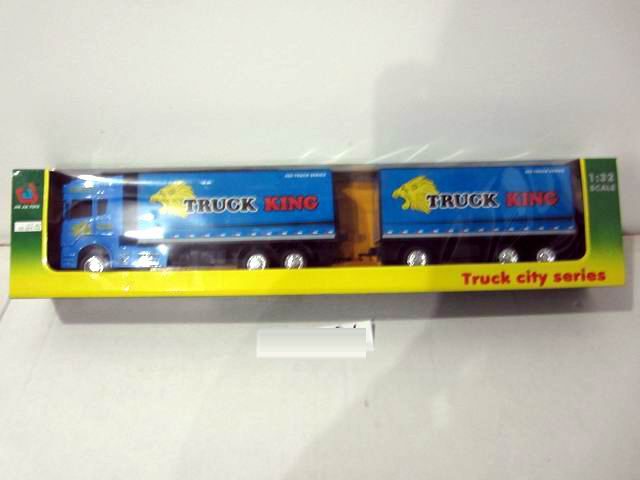 TRUCK KING
TRUCK KING
1:32
SCALE
Truck city series